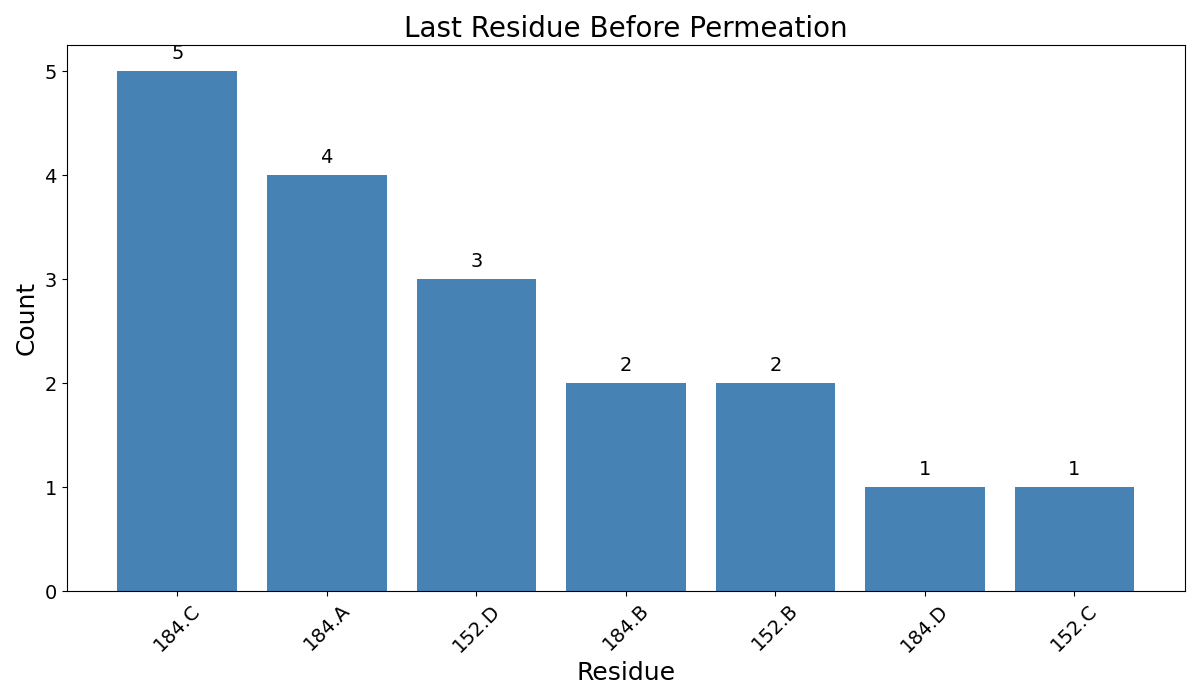 Last Residue Before Permeation
Count
5
4
3
2
1
0
5
4
3
2
2
1
1
184.C
184.A
152.D
184.B
152.B
184.D
152.C
Residue